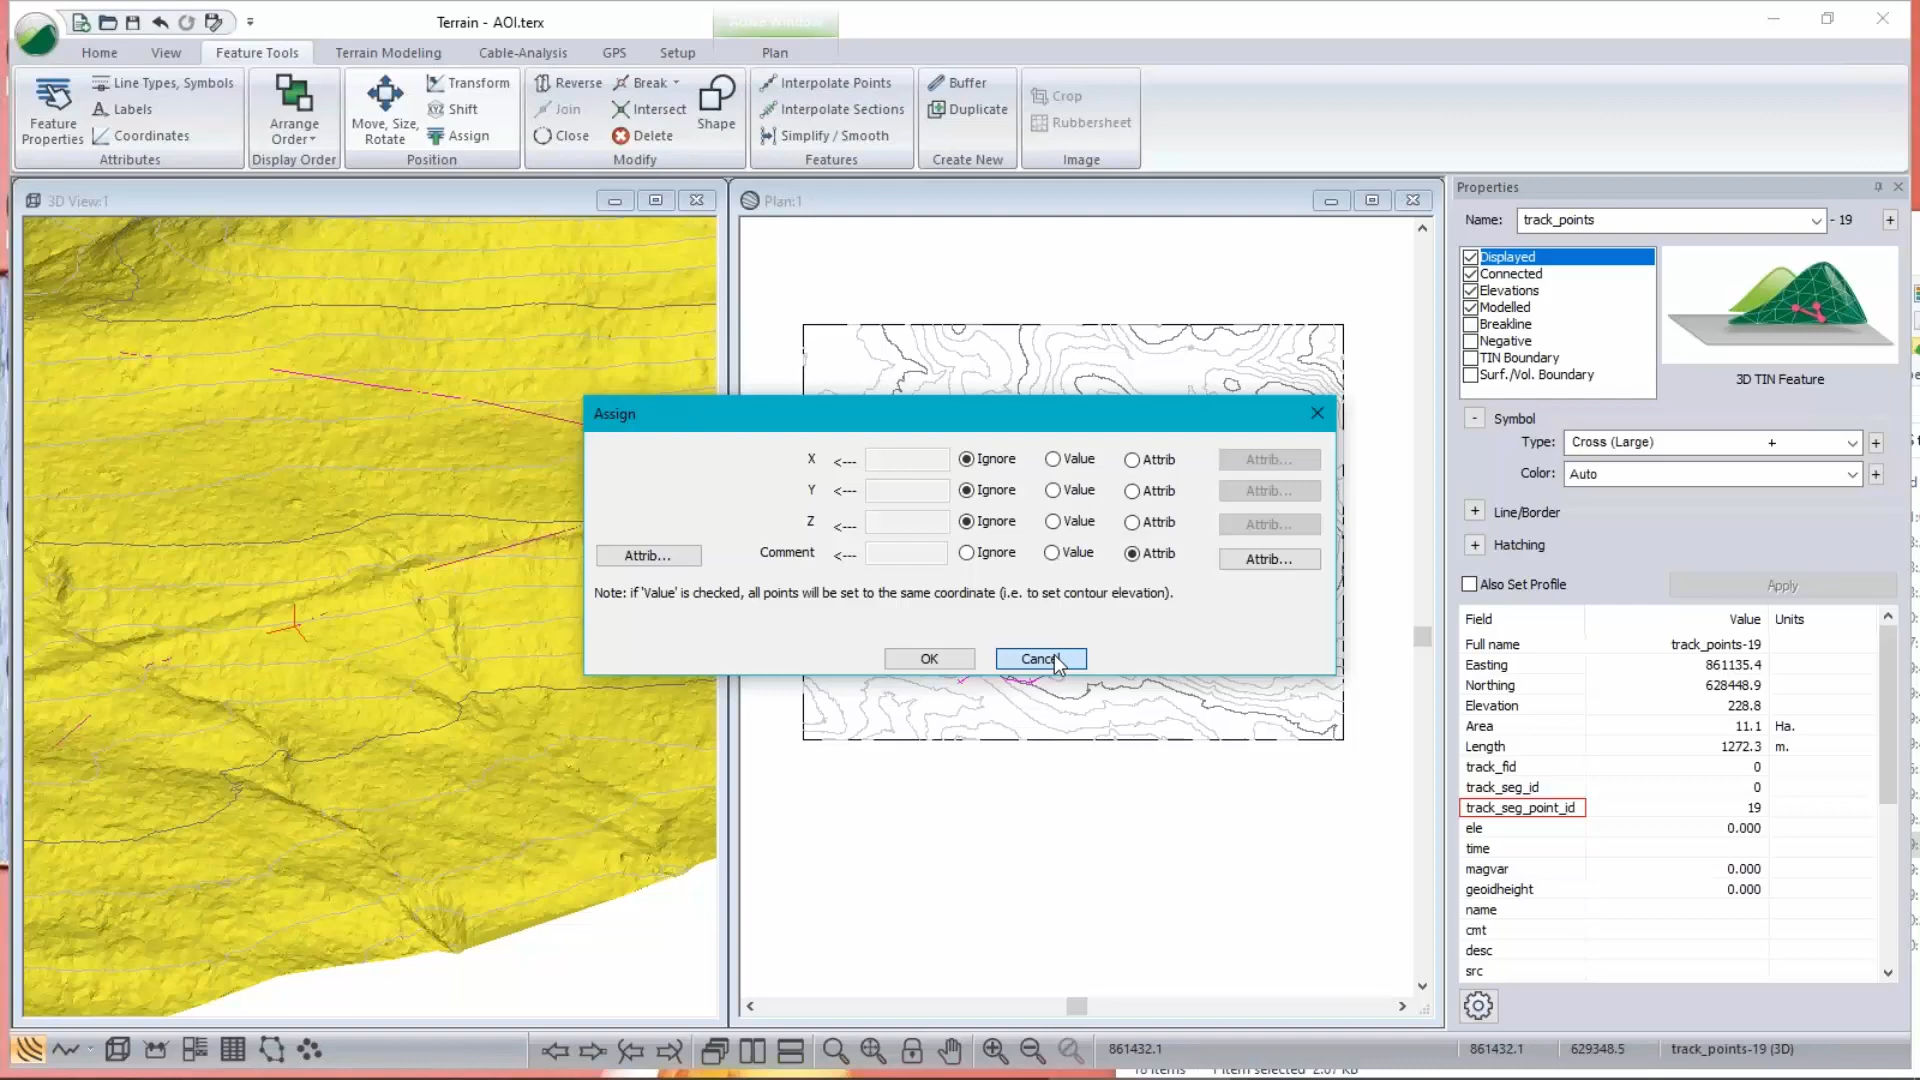 Terrain - AOI.terx
Active Window
Home View Feature Tools Terrain Modeling Cable-Analysis GPS Setup Plan
Feature Properties
Line Types, Symbols
Labels
Coordinates
Attributes
Arrange Order
Display Order
Move, Size, Rotate
Transform
XYZ Shift
Assign
Position
Reverse
Join
Close
Break
Intersect
Delete
Shape
Modify
Interpolate Points
Interpolate Sections
Simplify / Smooth
Features
Buffer
Duplicate
Create New
Crop
Rubbersheet
Image
3D View:1
Plan:1
Assign
X <--- Ignore Value Attrib Attrib...
Y <--- Ignore Value Attrib Attrib...
Z <--- Ignore Value Attrib Attrib...
Attrib... Comment <--- Ignore Value Attrib Attrib...
Note: if 'Value' is checked, all points will be set to the same coordinate (i.e. to set contour elevation).
OK Cancel
Properties
Name: track_points - 19 +
Displayed
Connected
Elevations
Modelled
Breakline
Negative
TIN Boundary
Surf./Vol. Boundary
3D TIN Feature
- Symbol
Type: Cross (Large) + +
Color: Auto +
+ Line/Border
+ Hatching
Also Set Profile Apply
Field Value Units
Full name track_points-19
Easting 861135.4
Northing 628448.9
Elevation 228.8
Area 11.1 Ha.
Length 1272.3 m.
track_fid 0
track_seg_id 0
track_seg_point_id 19
ele 0.000
time
magvar 0.000
geoidheight 0.000
name
cmt
desc
src
861432.1 861432.1 629348.5 track_points-19 (3D)